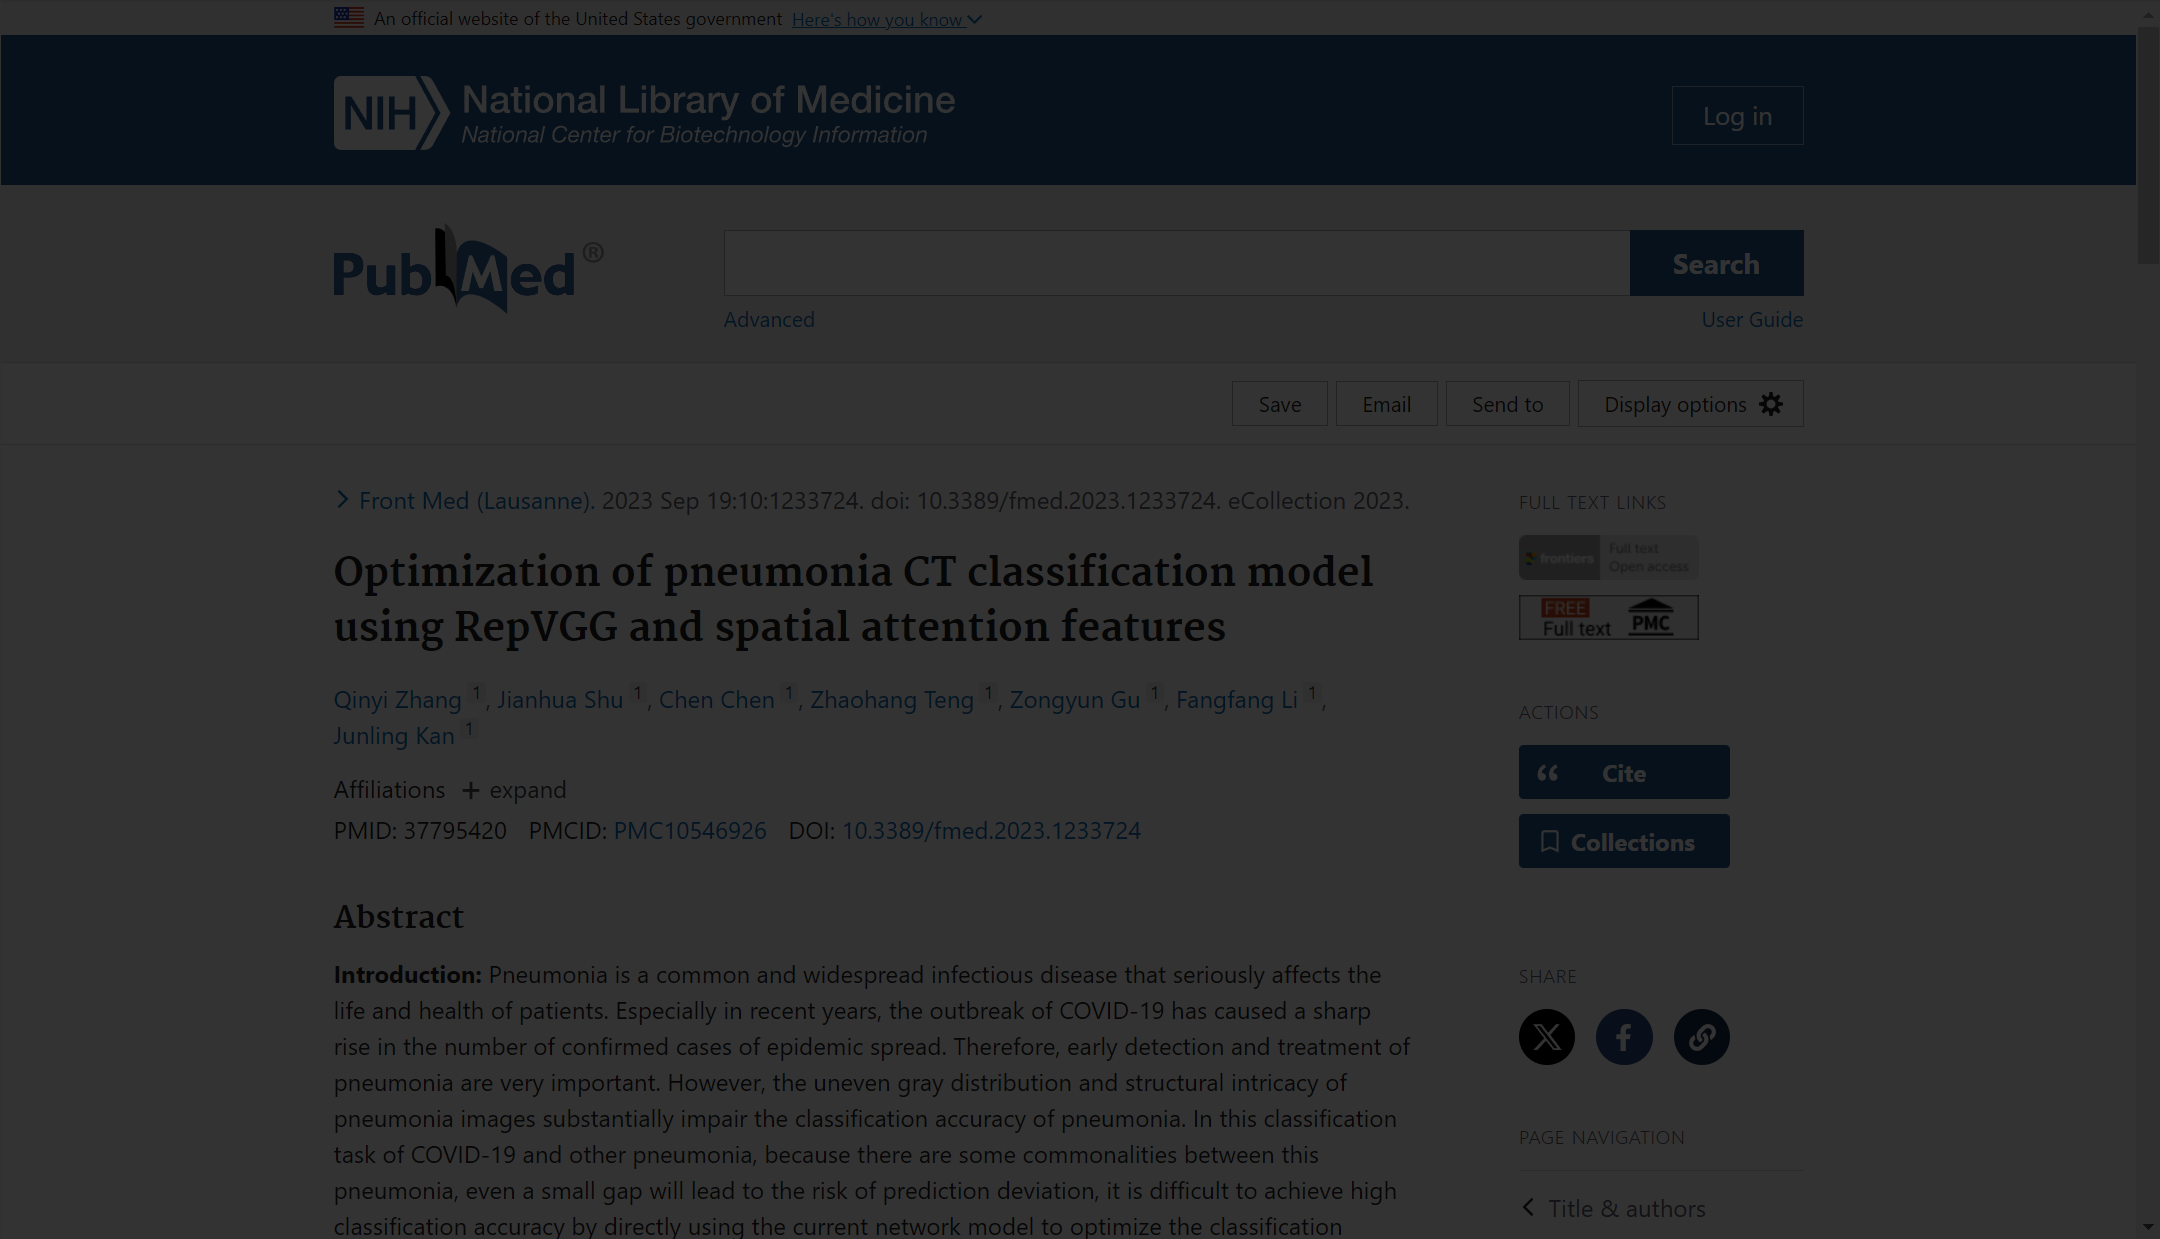 An official website of the United States government Here's how you know
NIH National Library of Medicine
National Center for Biotechnology Information
Log in
PubMed ®
Search
Advanced
User Guide
Save
Email
Send to
Display options
Front Med (Lausanne). 2023 Sep 19:10:1233724. doi: 10.3389/fmed.2023.1233724. eCollection 2023.
Optimization of pneumonia CT classification model
using RepVGG and spatial attention features
Qinyi Zhang 1, Jianhua Shu 1, Chen Chen 1, Zhaohang Teng 1, Zongyun Gu 1, Fangfang Li 1,
Junling Kan 1
Affiliations + expand
PMID: 37795420 PMCID: PMC10546926 DOI: 10.3389/fmed.2023.1233724
Abstract
Introduction: Pneumonia is a common and widespread infectious disease that seriously affects the
life and health of patients. Especially in recent years, the outbreak of COVID-19 has caused a sharp
rise in the number of confirmed cases of epidemic spread. Therefore, early detection and treatment of
pneumonia are very important. However, the uneven gray distribution and structural intricacy of
pneumonia images substantially impair the classification accuracy of pneumonia. In this classification
task of COVID-19 and other pneumonia, because there are some commonalities between this
pneumonia, even a small gap will lead to the risk of prediction deviation, it is difficult to achieve high
classification accuracy by directly using the current network model to optimize the classification
FULL TEXT LINKS
frontiers Full text
Open access
FREE
Full text PMC
ACTIONS
Cite
Collections
SHARE
PAGE NAVIGATION
Title & authors